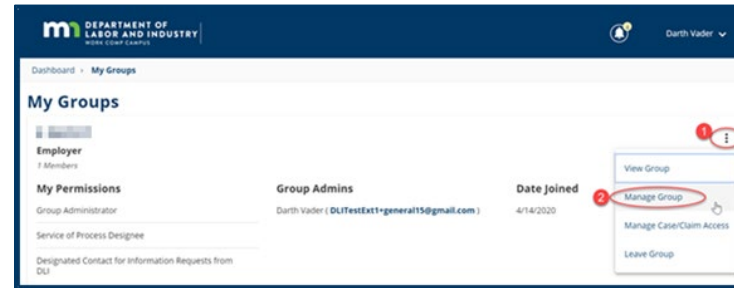 DEPARTMENT OF
LABOR AND INDUSTRY
WORK COMP CAMPUS
Darth Vader
Dashboard › My Groups
My Groups
1
Employer
1 Members
View Group
My Permissions Group Admins Date Joined
2 Manage Group
Group Administrator Darth Vader ( DLITestExt1+general15@gmail.com ) 4/14/2020
Manage Case/Claim Access
Service of Process Designee
Leave Group
Designated Contact for Information Requests from
DLI